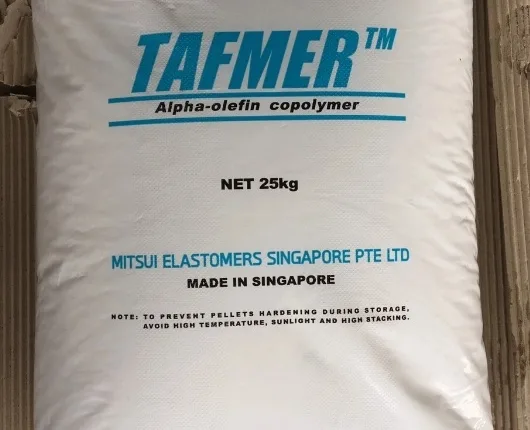 TAFMER™
Alpha-olefin copolymer
NET 25kg
MITSUI ELASTOMERS SINGAPORE PTE LTD
MADE IN SINGAPORE
NOTE: TO PREVENT PELLETS HARDENING DURING STORAGE,
AVOID HIGH TEMPERATURE, SUNLIGHT AND HIGH STACKING.